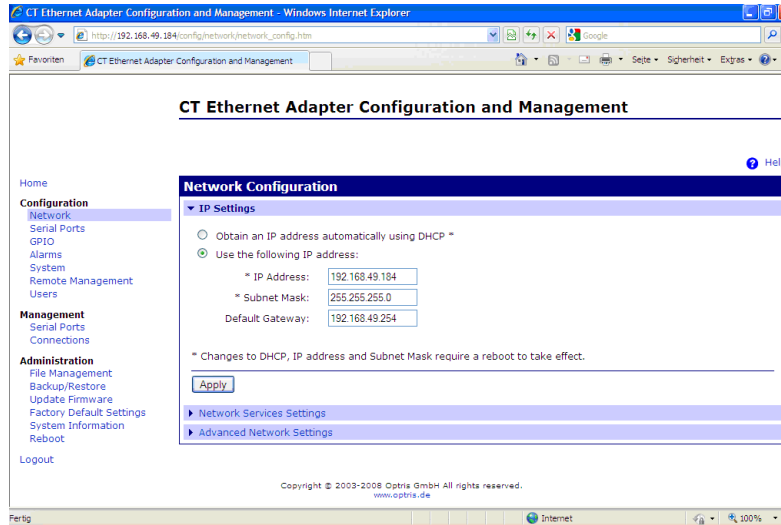 CT Ethernet Adapter Configuration and Management - Windows Internet Explorer
http://192.168.49.184/config/network/network_config.htm
Google
Favoriten
CT Ethernet Adapter Configuration and Management
Seite
Sicherheit
Extras
CT Ethernet Adapter Configuration and Management
Hel
Home
Configuration
Network
Serial Ports
GPIO
Alarms
System
Remote Management
Users
Management
Serial Ports
Connections
Administration
File Management
Backup/Restore
Update Firmware
Factory Default Settings
System Information
Reboot
Logout
Network Configuration
IP Settings
Obtain an IP address automatically using DHCP *
Use the following IP address:
* IP Address: 192.168.49.184
* Subnet Mask: 255.255.255.0
Default Gateway: 192.168.49.254
* Changes to DHCP, IP address and Subnet Mask require a reboot to take effect.
Apply
Network Services Settings
Advanced Network Settings
Copyright © 2003-2008 Optris GmbH All rights reserved.
www.optris.de
Fertig
Internet
100%